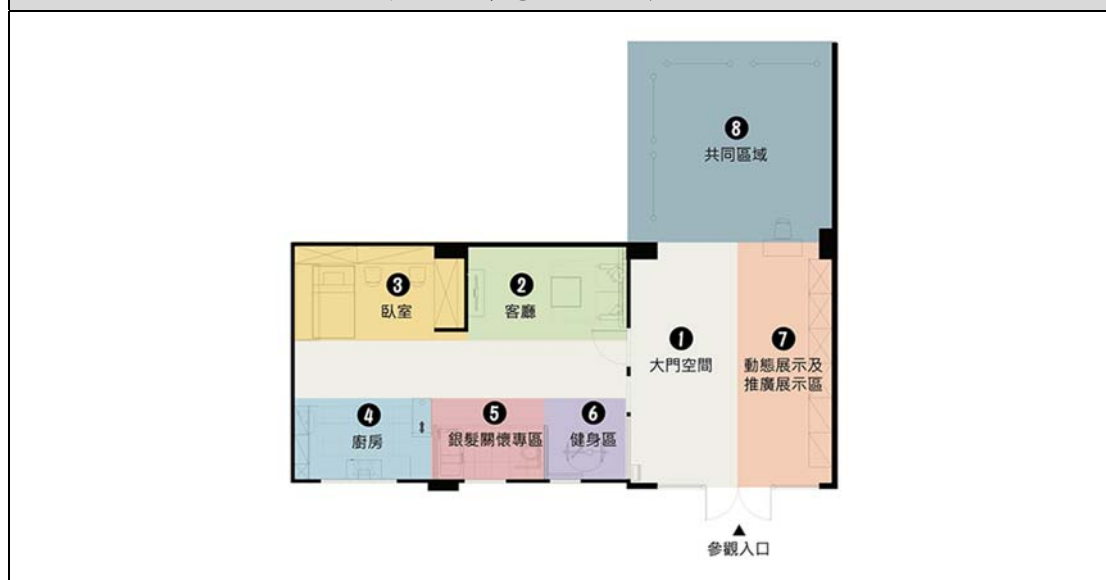 8
共同區域
3
臥室
2
客廳
1
大門空間
7
動態展示及
推廣展示區
4
廚房
5
銀髮關懷專區
6
健身區
▲
參觀入口